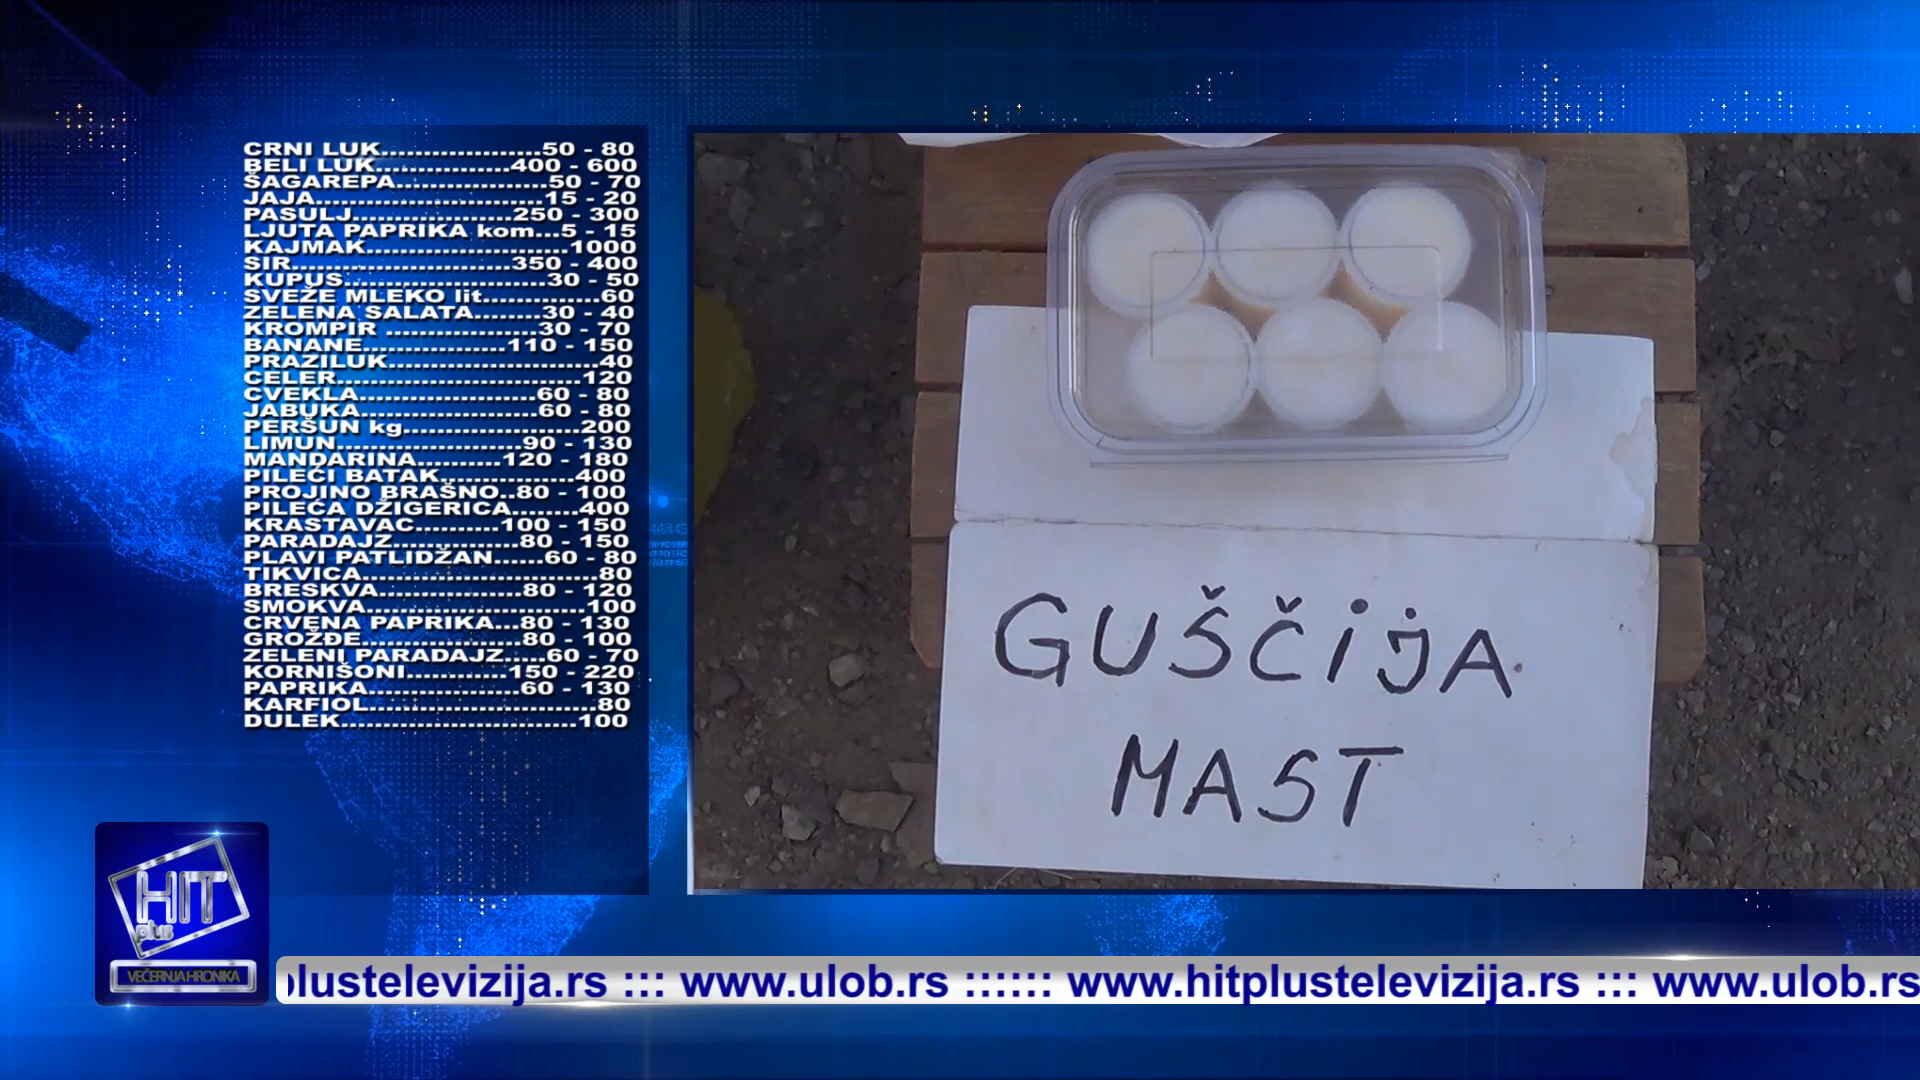 CRNI LUK....................50 - 80
BELI LUK.................400 - 600
ŠAGAREPA...................50 - 70
JAJA.............................15 - 20
PASULJ....................250 - 300
LJUTA PAPRIKA kom...5 - 15
KAJMAK.........................1000
SIR............................350 - 400
KUPUS..........................30 - 50
SVEŽE MLEKO lit...............60
ZELENA SALATA.........30 - 40
KROMPIR ...................30 - 70
BANANE..................110 - 150
PRAZILUK...........................40
CELER...............................120
CVEKLA.......................60 - 80
JABUKA.......................60 - 80
PERŠUN kg......................200
LIMUN........................90 - 130
MANDARINA...........120 - 180
PILEĆI BATAK.................400
PROJINO BRAŠNO..80 - 100
PILEĆA DŽIGERICA.........400
KRASTAVAC...........100 - 150
PARADAJZ................80 - 150
PLAVI PATLIDŽAN......60 - 80
TIKVICA..............................80
BRESKVA..................80 - 120
SMOKVA............................100
CRVENA PAPRIKA...80 - 130
GROŽĐE.....................80 - 100
ZELENI PARADAJZ.....60 - 70
KORNIŠONI.............150 - 220
PAPRIKA....................60 - 130
KARFIOL.............................80
DULEK..............................100
GUŠČIJA
MAST
HIT
plus
VEČERNJA HRONIKA
plustelevizija.rs ::: www.ulob.rs :::::: www.hitplustelevizija.rs ::: www.ulob.rs